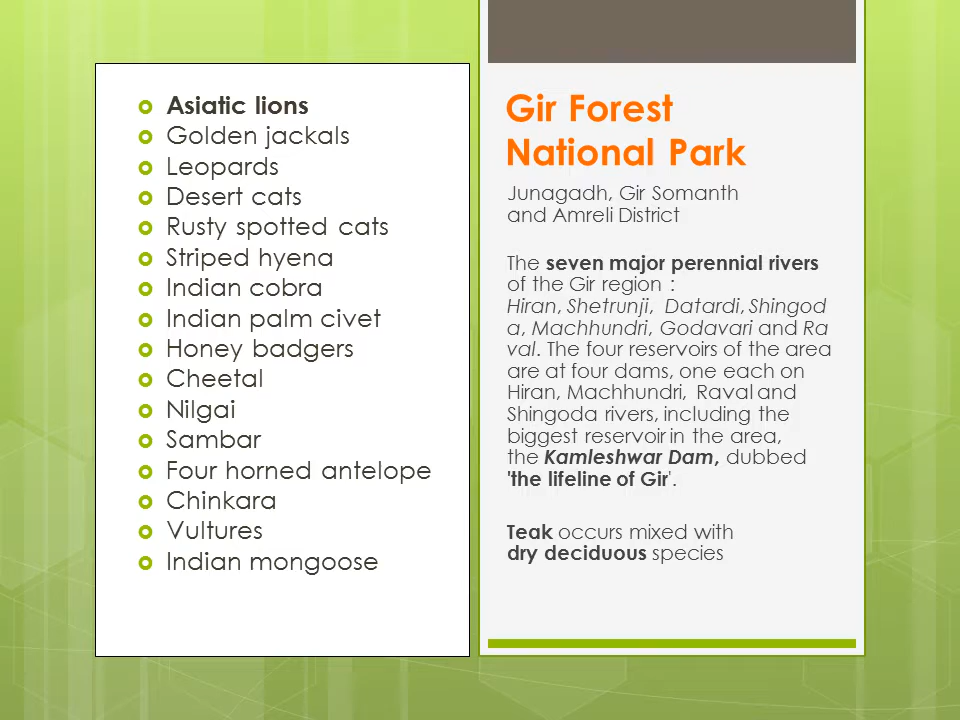 Asiatic lions
Golden jackals
Leopards
Desert cats
Rusty spotted cats
Striped hyena
Indian cobra
Indian palm civet
Honey badgers
Cheetal
Nilgai
Sambar
Four horned antelope
Chinkara
Vultures
Indian mongoose
Gir Forest
National Park
Junagadh, Gir Somanth
and Amreli District
The seven major perennial rivers
of the Gir region :
Hiran, Shetrunji, Datardi, Shingod
a, Machhundri, Godavari and Ra
val. The four reservoirs of the area
are at four dams, one each on
Hiran, Machhundri, Raval and
Shingoda rivers, including the
biggest reservoir in the area,
the Kamleshwar Dam, dubbed
'the lifeline of Gir'.
Teak occurs mixed with
dry deciduous species